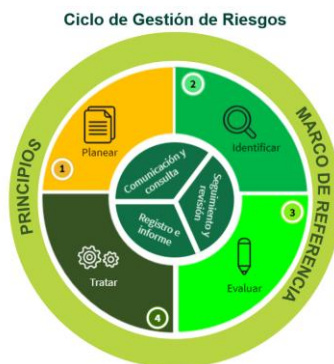 Ciclo de Gestión de Riesgos
PRINCIPIOS
MARCO DE REFERENCIA
1
Planear
2
Identificar
3
Evaluar
4
Tratar
Comunicación y
consulta
Seguimiento y
revisión
Registro e
informe